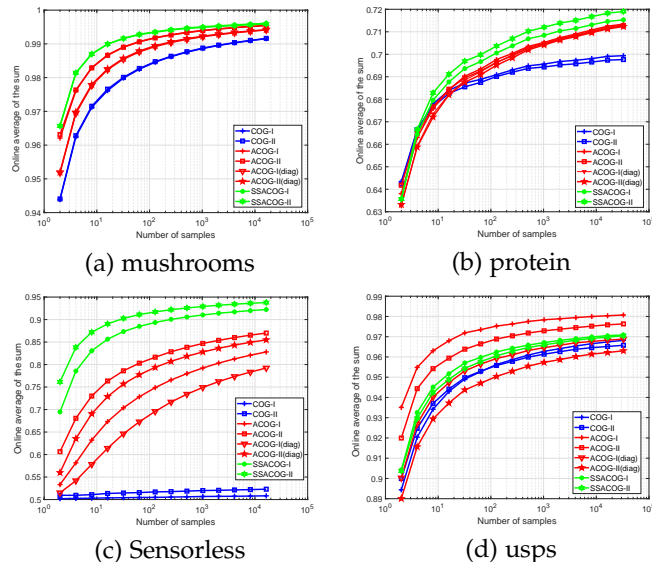 Online average of the sum
1
0.99
0.98
0.97
0.96
0.95
0.94
10^0
10^1
10^2
10^3
10^4
10^5
Number of samples
COG-I
COG-II
ACOG-I
ACOG-II
ACOG-I(diag)
ACOG-II(diag)
SSACOG-I
SSACOG-II
(a) mushrooms
Online average of the sum
0.72
0.71
0.7
0.69
0.68
0.67
0.66
0.65
0.64
0.63
10^0
10^1
10^2
10^3
10^4
10^5
Number of samples
COG-I
COG-II
ACOG-I
ACOG-II
ACOG-I(diag)
ACOG-II(diag)
SSACOG-I
SSACOG-II
(b) protein
Online average of the sum
0.95
0.9
0.85
0.8
0.75
0.7
0.65
0.6
0.55
0.5
10^0
10^1
10^2
10^3
10^4
10^5
Number of samples
COG-I
COG-II
ACOG-I
ACOG-II
ACOG-I(diag)
ACOG-II(diag)
SSACOG-I
SSACOG-II
(c) Sensorless
Online average of the sum
0.99
0.98
0.97
0.96
0.95
0.94
0.93
0.92
0.91
0.9
0.89
10^0
10^1
10^2
10^3
10^4
10^5
Number of samples
COG-I
COG-II
ACOG-I
ACOG-II
ACOG-I(diag)
ACOG-II(diag)
SSACOG-I
SSACOG-II
(d) usps